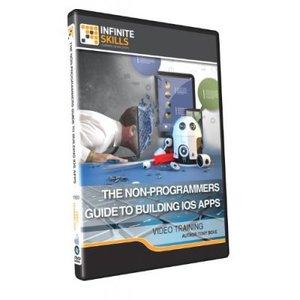 INFINITE
SKILLS
THE NON-PROGRAMMERS
GUIDE TO BUILDING IOS APPS
VIDEO TRAINING
THE NON-PROGRAMMERS
GUIDE TO BUILDING IOS APPS